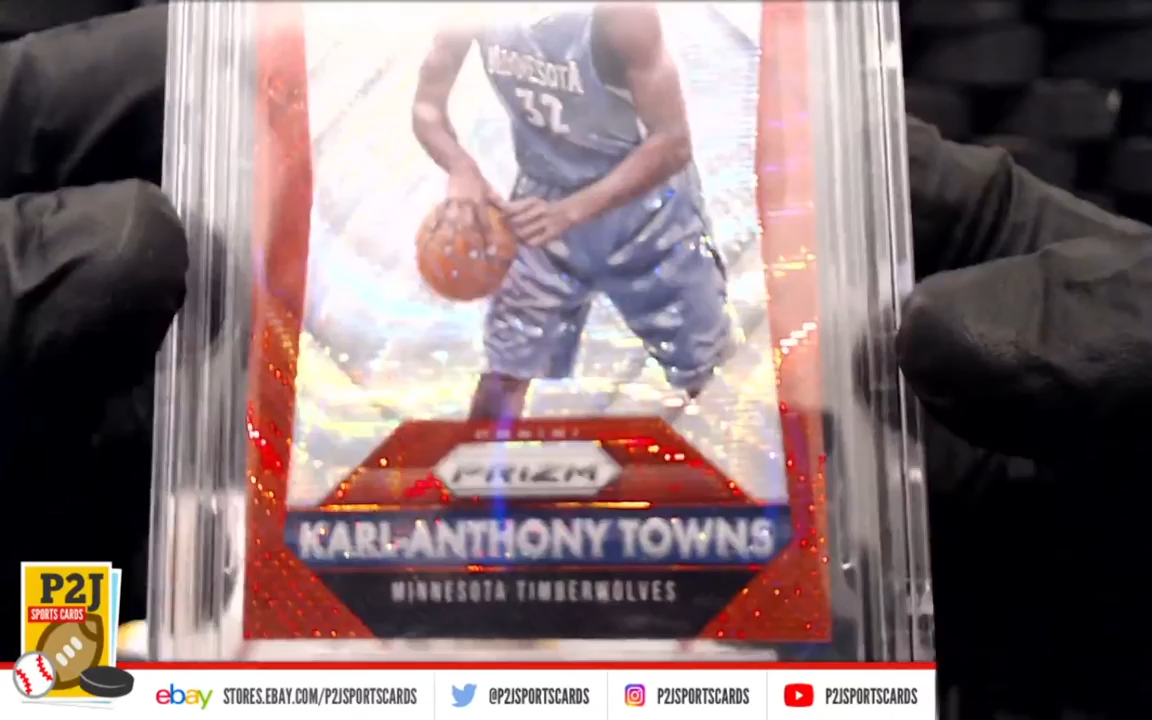 MINNESOTA
32
PANINI
PRIZM
KARL-ANTHONY TOWNS
MINNESOTA TIMBERWOLVES
P2J
SPORTS CARDS
ebay STORES.EBAY.COM/P2JSPORTSCARDS
@P2JSPORTSCARDS
P2JSPORTSCARDS
P2JSPORTSCARDS